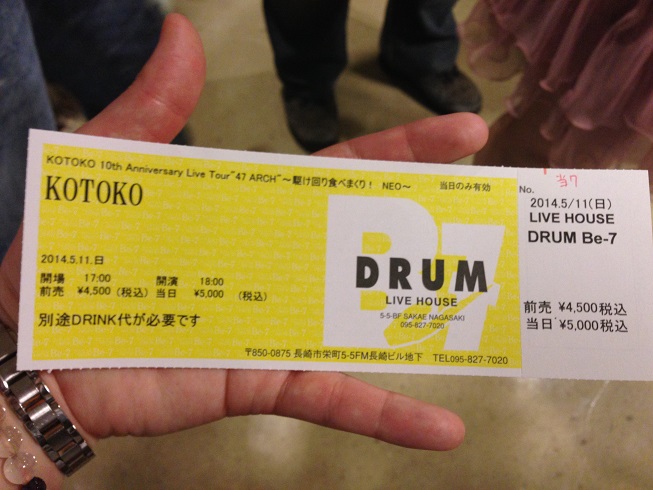 KOTOKO 10th Anniversary Live Tour"47 ARCH"～駆け回り食べまくり！ NEO～ 当日のみ有効
KOTOKO
2014.5.11.日
開場 17:00 開演 18:00
前売 ¥4,500 (税込) 当日 ¥5,000 (税込)
別途DRINK代が必要です
Be-7
DRUM
LIVE HOUSE
5-5-BF SAKAE NAGASAKI
095-827-7020
〒850-0875 長崎市栄町5-5FM長崎ビル地下 TEL095-827-7020
No.
当7
2014.5/11(日)
LIVE HOUSE
DRUM Be-7
前売 ¥4,500税込
当日 ¥5,000税込